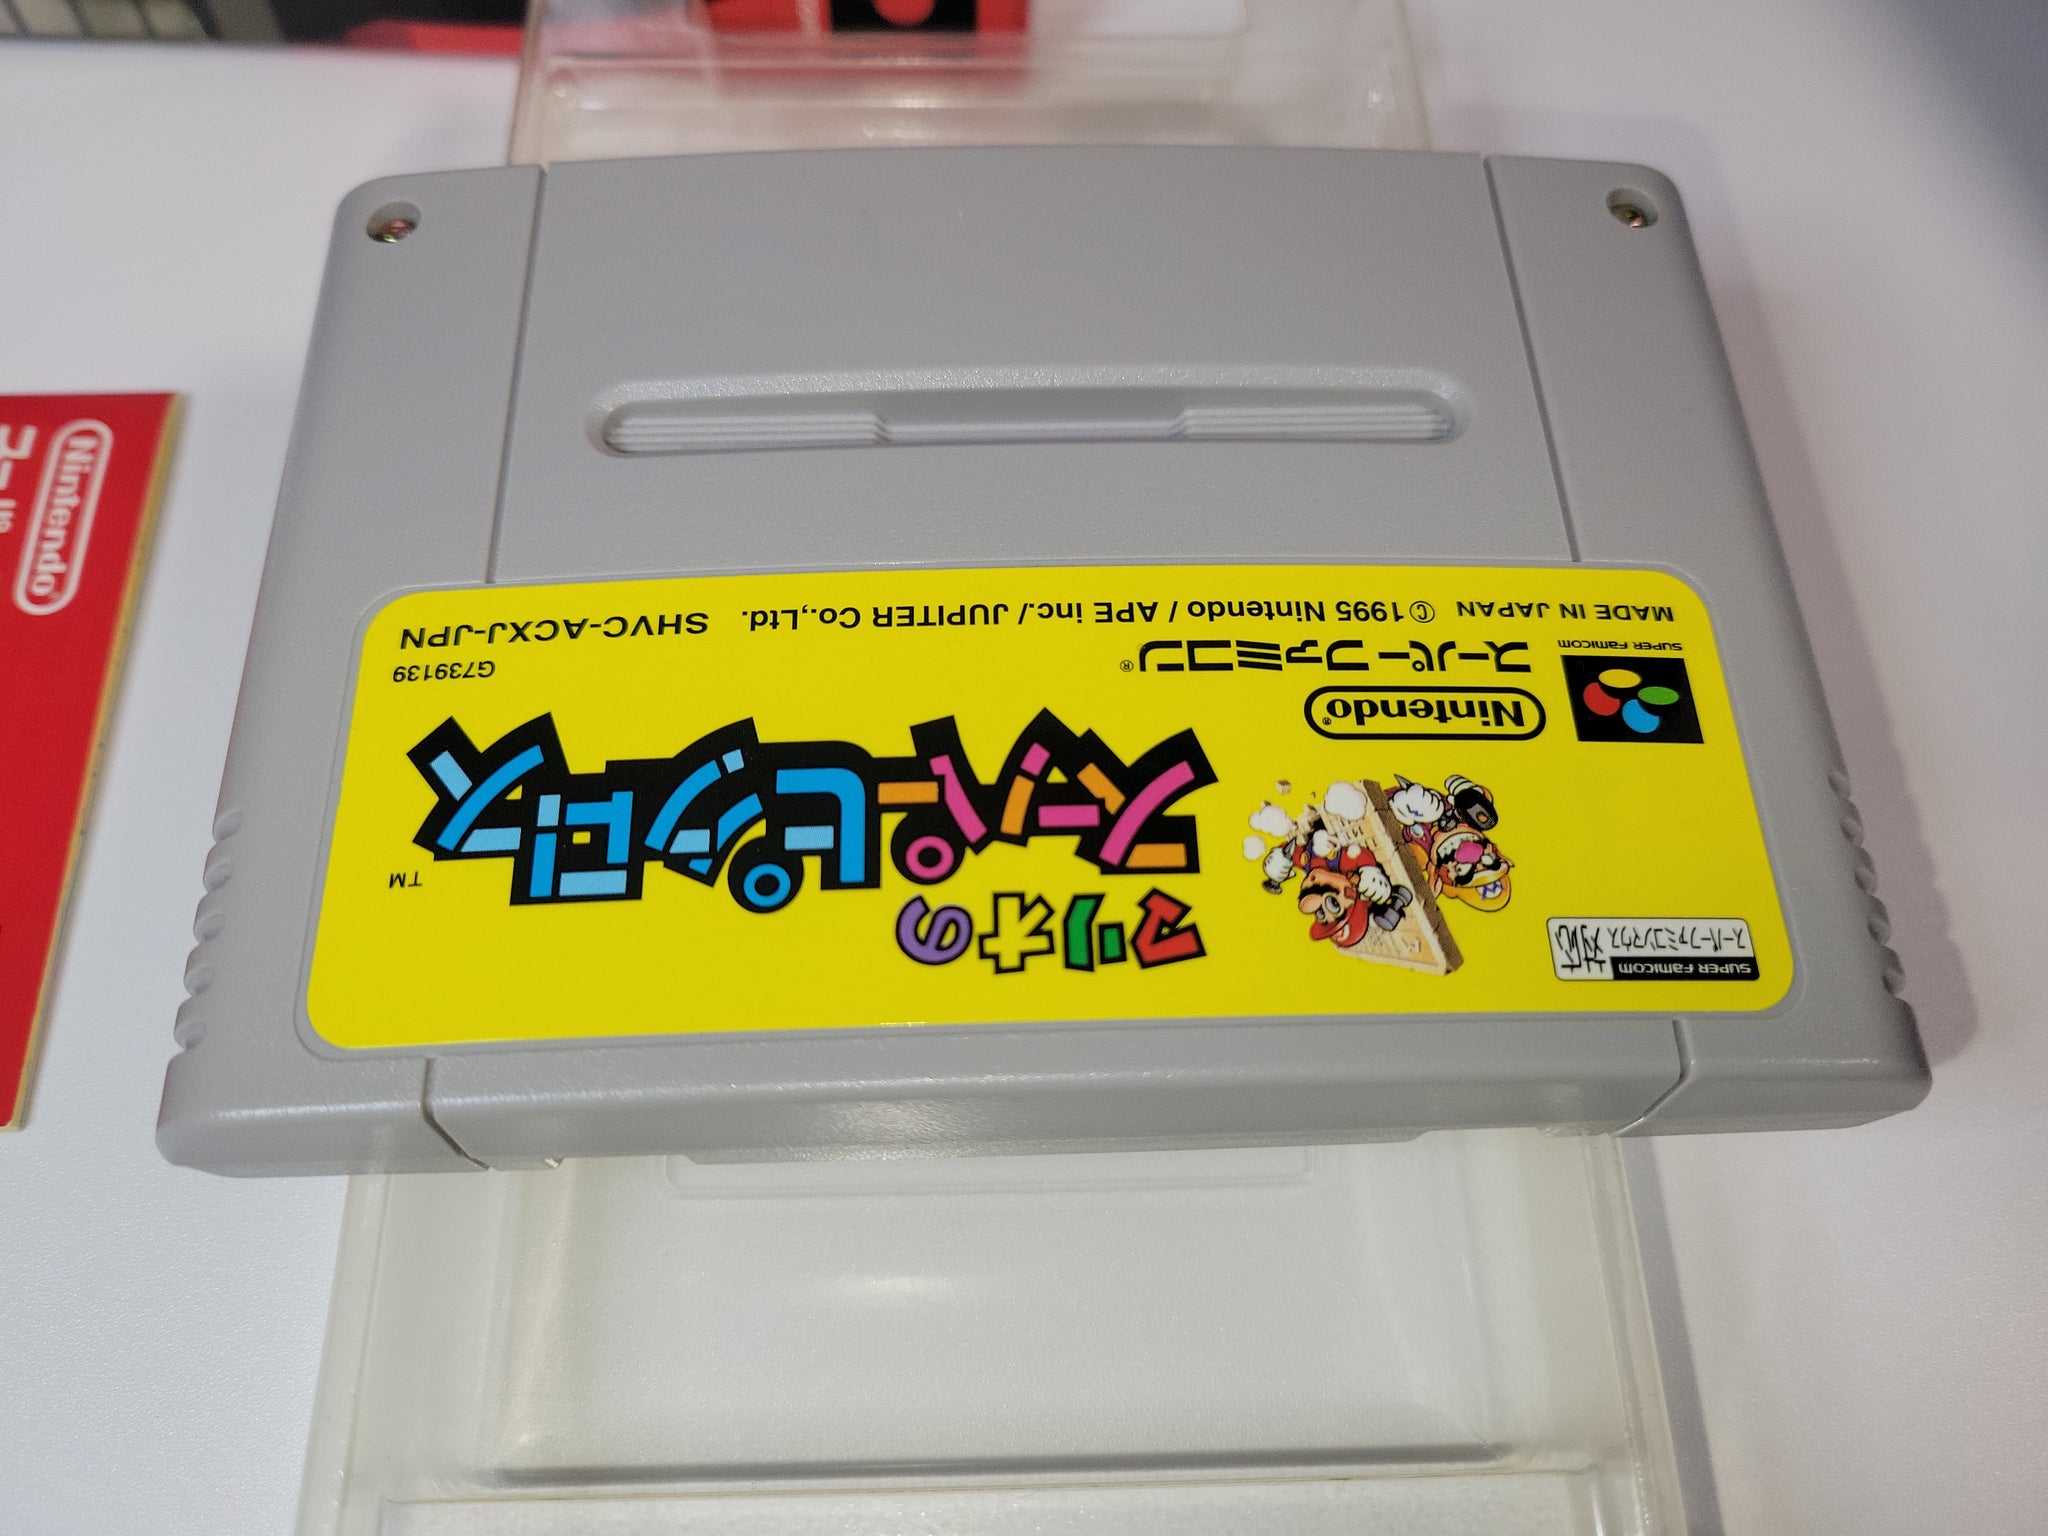 SUPER FAMICOM
スーパーファミコンマウス対応
マリオの
スーパーピクロス
TM
Nintendo®
スーパーファミコン®
SUPER FAMICOM
G739139
MADE IN JAPAN © 1995 Nintendo / APE inc./ JUPITER Co.,Ltd. SHVC-ACXJ-JPN
Nintendo®